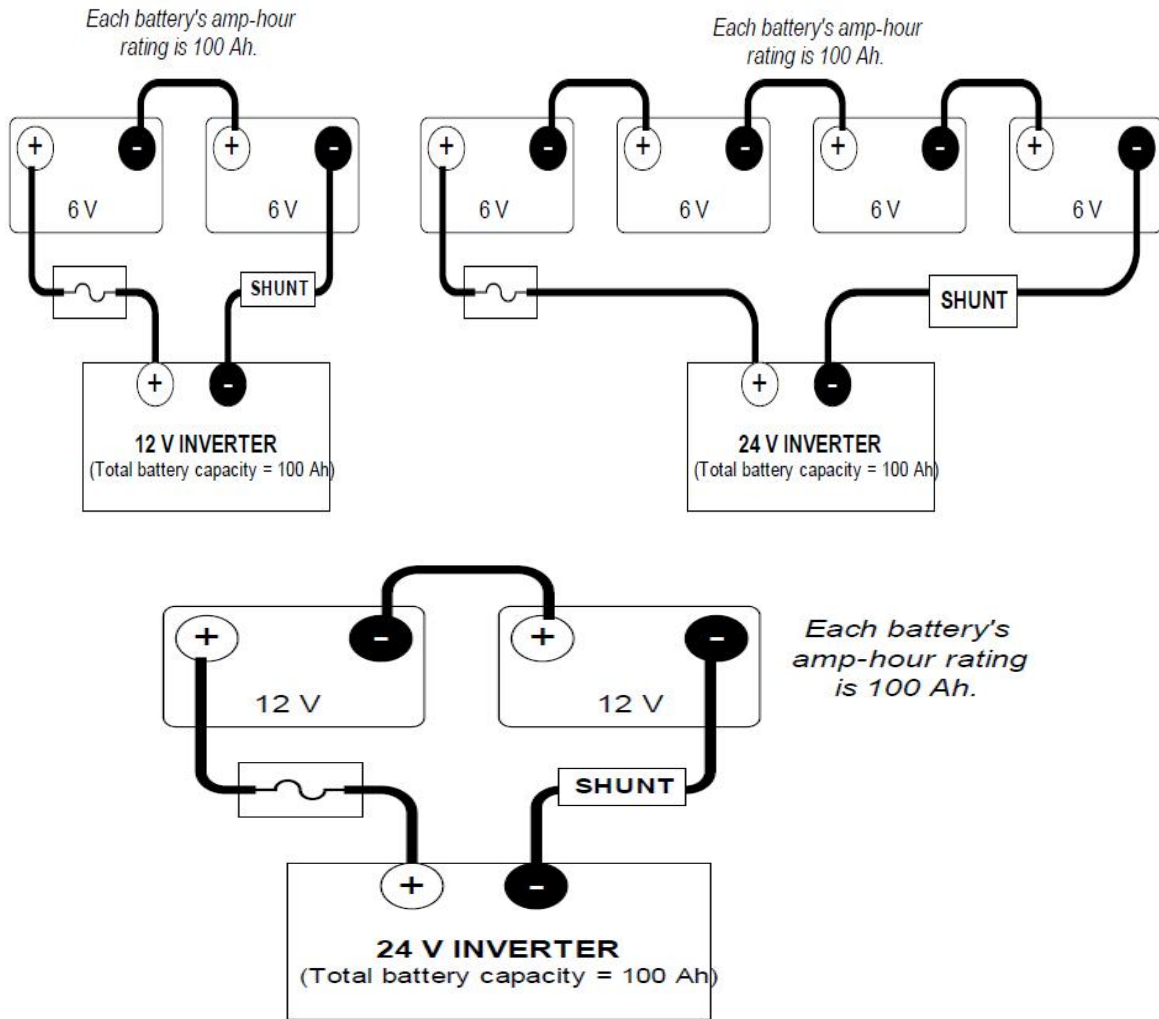 Each battery's amp-hour
rating is 100 Ah.
+
-
+
-
6 V
6 V
SHUNT
+
-
12 V INVERTER
(Total battery capacity = 100 Ah)
Each battery's amp-hour
rating is 100 Ah.
+
-
+
-
+
-
+
-
6 V
6 V
6 V
6 V
SHUNT
+
-
24 V INVERTER
(Total battery capacity = 100 Ah)
+
-
+
-
12 V
12 V
Each battery's
amp-hour rating
is 100 Ah.
SHUNT
+
-
24 V INVERTER
(Total battery capacity = 100 Ah)